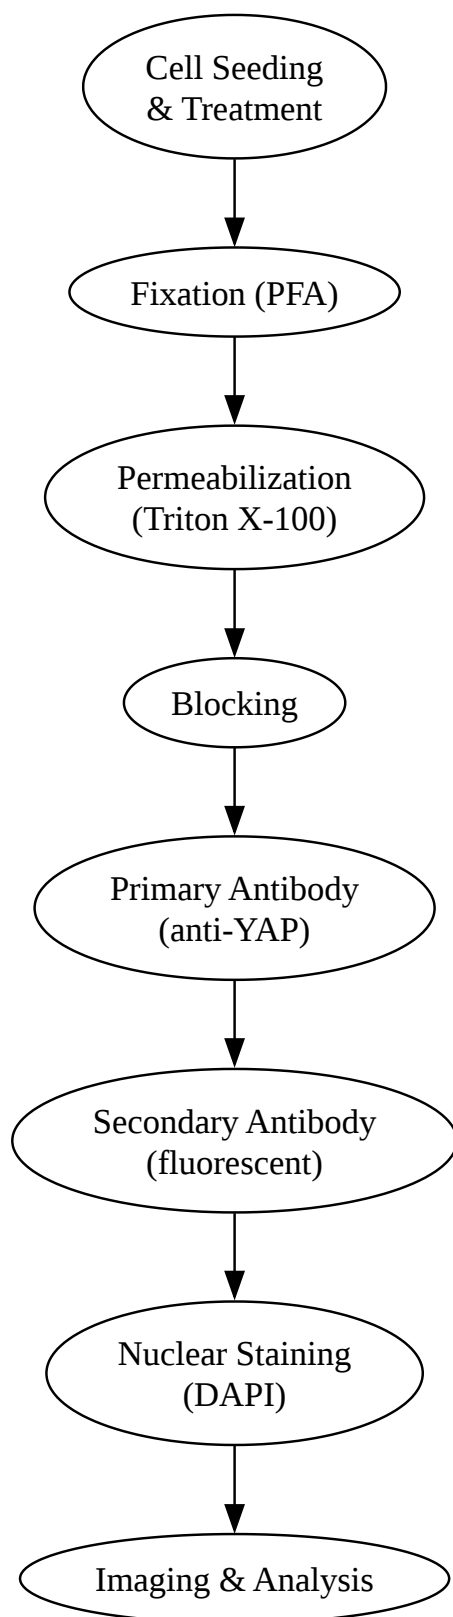 Cell Seeding
& Treatment
Fixation (PFA)
Permeabilization
(Triton X-100)
Blocking
Primary Antibody
(anti-YAP)
Secondary Antibody
(fluorescent)
Nuclear Staining
(DAPI)
Imaging & Analysis